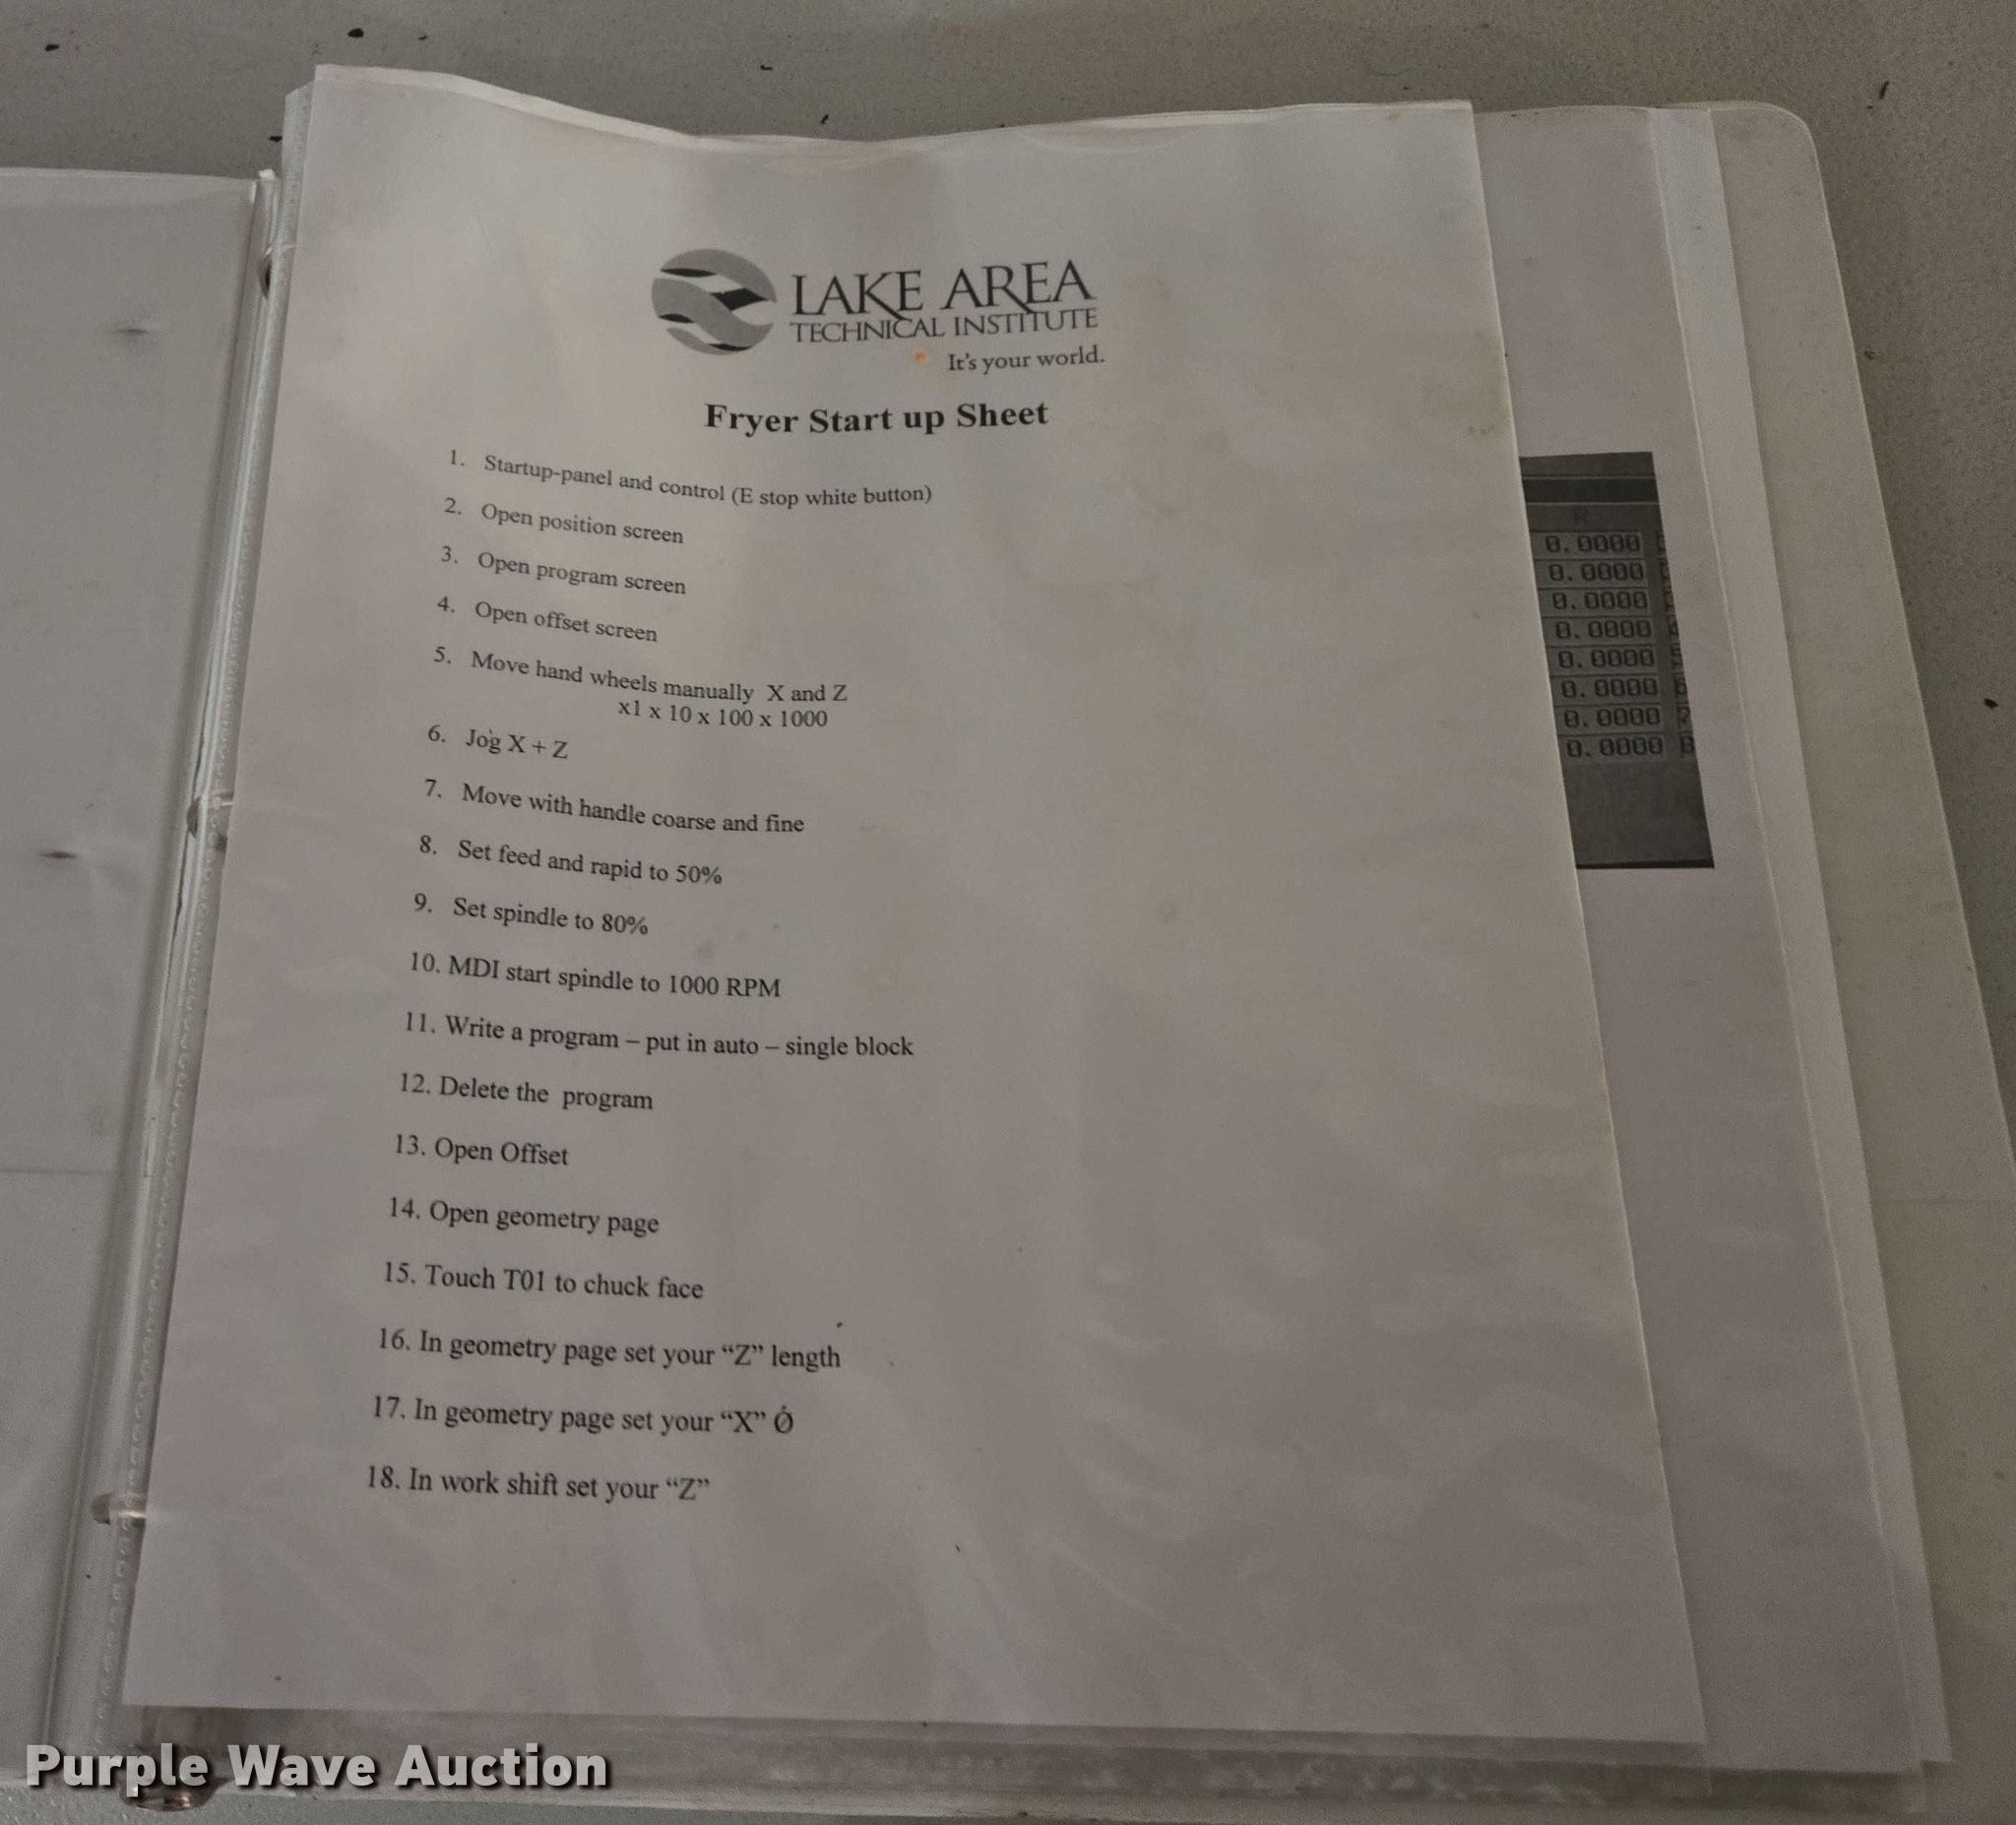 LAKE AREA
TECHNICAL INSTITUTE
It's your world.
Fryer Start up Sheet
1. Startup-panel and control (E stop white button)
2. Open position screen
3. Open program screen
4. Open offset screen
5. Move hand wheels manually X and Z
x1 x 10 x 100 x 1000
6. Jog X + Z
7. Move with handle coarse and fine
8. Set feed and rapid to 50%
9. Set spindle to 80%
10. MDI start spindle to 1000 RPM
11. Write a program – put in auto – single block
12. Delete the program
13. Open Offset
14. Open geometry page
15. Touch T01 to chuck face
16. In geometry page set your “Z” length
17. In geometry page set your “X” Ø
18. In work shift set your “Z”
R
0.0000
0.0000
0.0000
0.0000
0.0000
0.0000
0.0000
0.0000
Purple Wave Auction